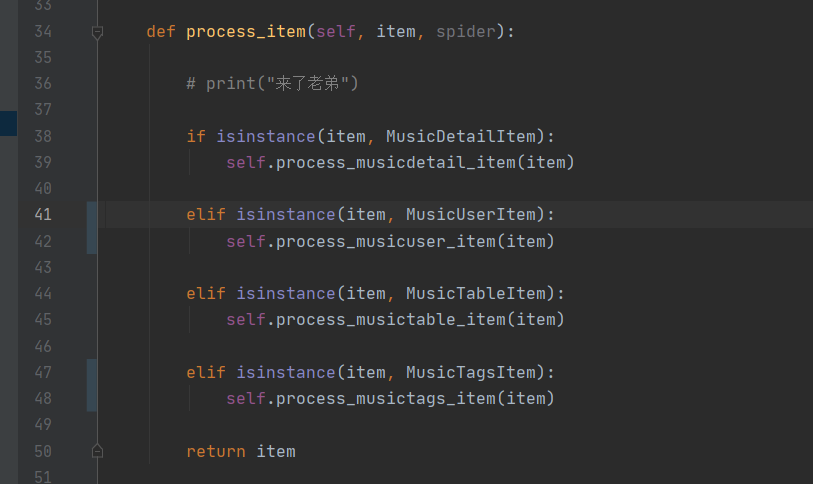 33
34 def process_item(self, item, spider):
35
36 # print("来了老弟")
37
38 if isinstance(item, MusicDetailItem):
39 self.process_musicdetail_item(item)
40
41 elif isinstance(item, MusicUserItem):
42 self.process_musicuser_item(item)
43
44 elif isinstance(item, MusicTableItem):
45 self.process_musictable_item(item)
46
47 elif isinstance(item, MusicTagsItem):
48 self.process_musictags_item(item)
49
50 return item
51